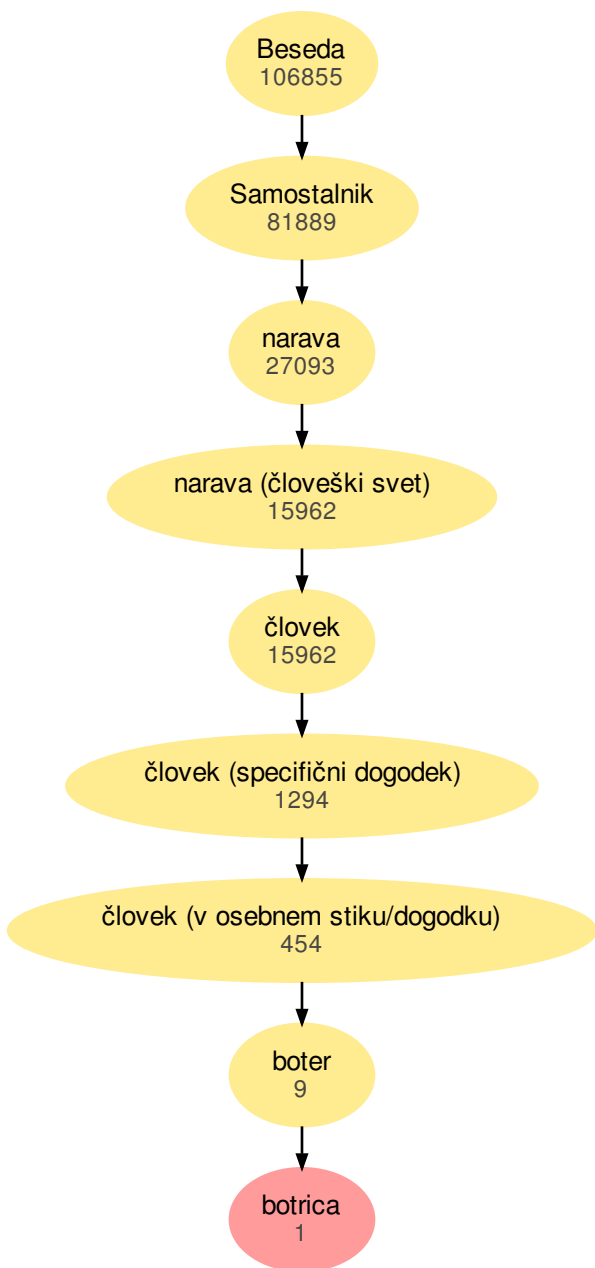 Beseda
106855
Samostalnik
81889
narava
27093
narava (človeški svet)
15962
človek
15962
človek (specifični dogodek)
1294
človek (v osebnem stiku/dogodku)
454
boter
9
botrica
1